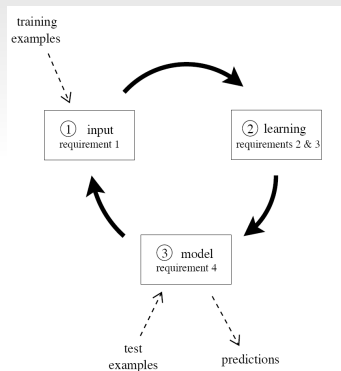 training
examples
① input
requirement 1
② learning
requirements 2 & 3
③ model
requirement 4
test
examples
predictions